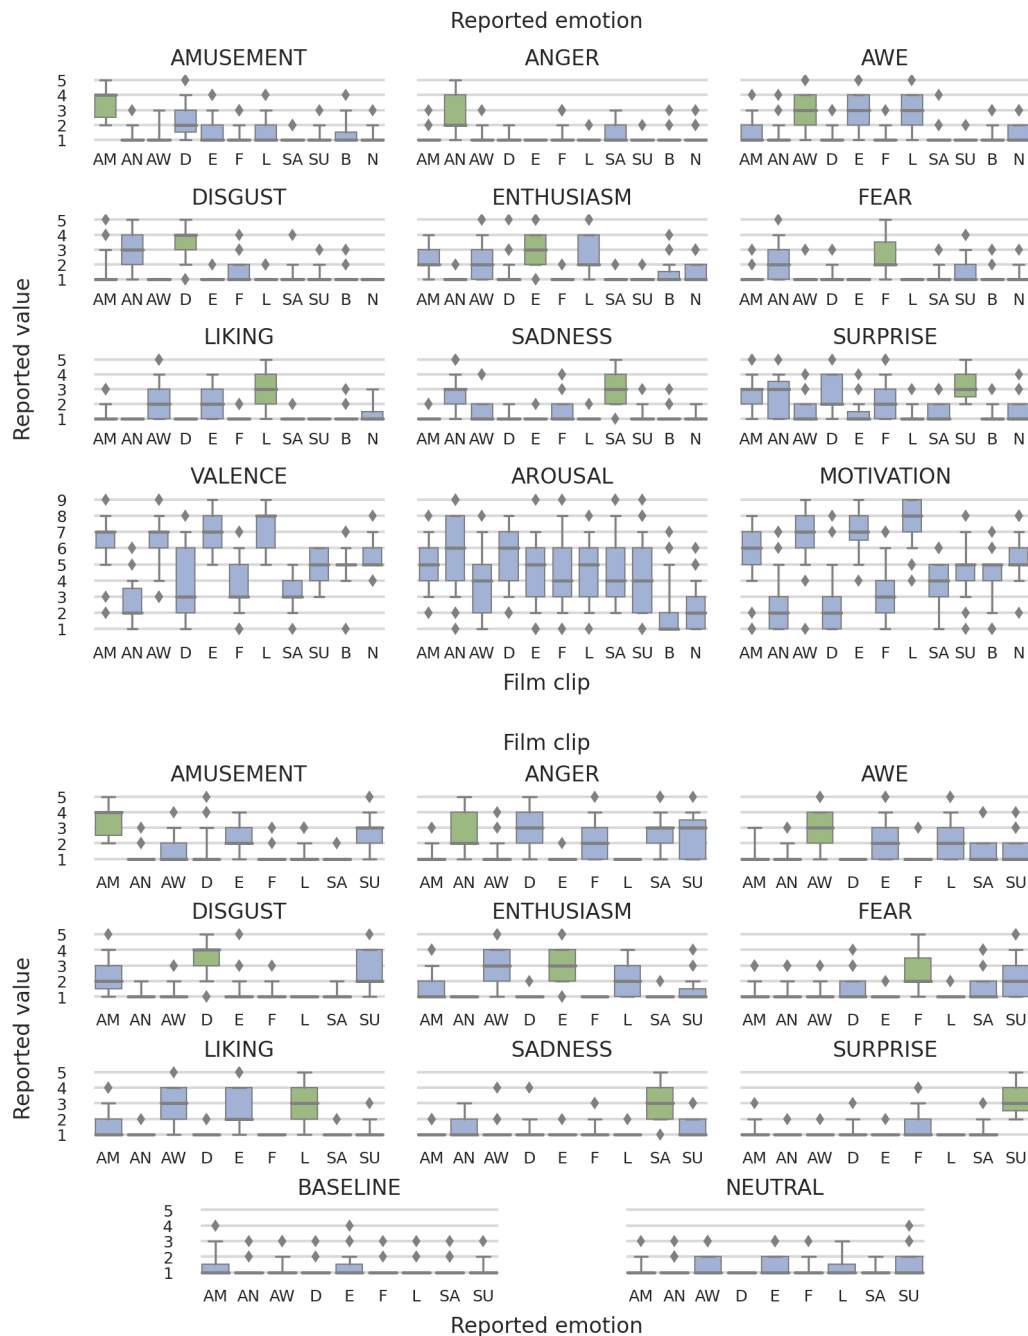 Reported emotion
AMUSEMENT ANGER AWE
5
4
3
2
1
AM AN AW D E F L SA SU B N AM AN AW D E F L SA SU B N AM AN AW D E F L SA SU B N
DISGUST ENTHUSIASM FEAR
5
4
3
2
1
AM AN AW D E F L SA SU B N AM AN AW D E F L SA SU B N AM AN AW D E F L SA SU B N
Reported value
LIKING SADNESS SURPRISE
5
4
3
2
1
AM AN AW D E F L SA SU B N AM AN AW D E F L SA SU B N AM AN AW D E F L SA SU B N
VALENCE AROUSAL MOTIVATION
9
8
7
6
5
4
3
2
1
AM AN AW D E F L SA SU B N AM AN AW D E F L SA SU B N AM AN AW D E F L SA SU B N
Film clip
Film clip
AMUSEMENT ANGER AWE
5
4
3
2
1
AM AN AW D E F L SA SU AM AN AW D E F L SA SU AM AN AW D E F L SA SU
DISGUST ENTHUSIASM FEAR
5
4
3
2
1
AM AN AW D E F L SA SU AM AN AW D E F L SA SU AM AN AW D E F L SA SU
Reported value
LIKING SADNESS SURPRISE
5
4
3
2
1
AM AN AW D E F L SA SU AM AN AW D E F L SA SU AM AN AW D E F L SA SU
BASELINE NEUTRAL
5
4
3
2
1
AM AN AW D E F L SA SU AM AN AW D E F L SA SU
Reported emotion